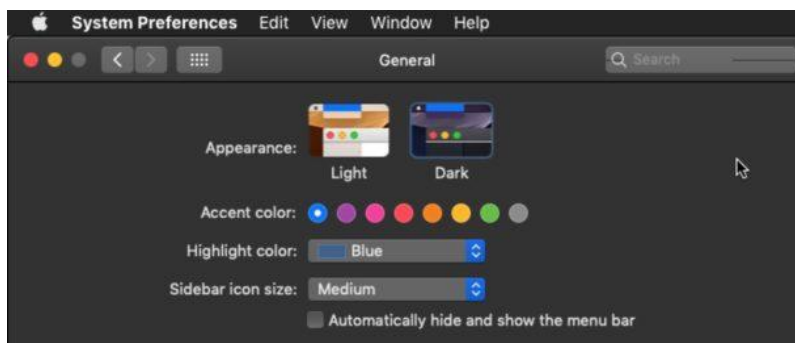 System Preferences Edit View Window Help
General
Search
Appearance:
Light Dark
Accent color:
Highlight color: Blue
Sidebar icon size: Medium
Automatically hide and show the menu bar